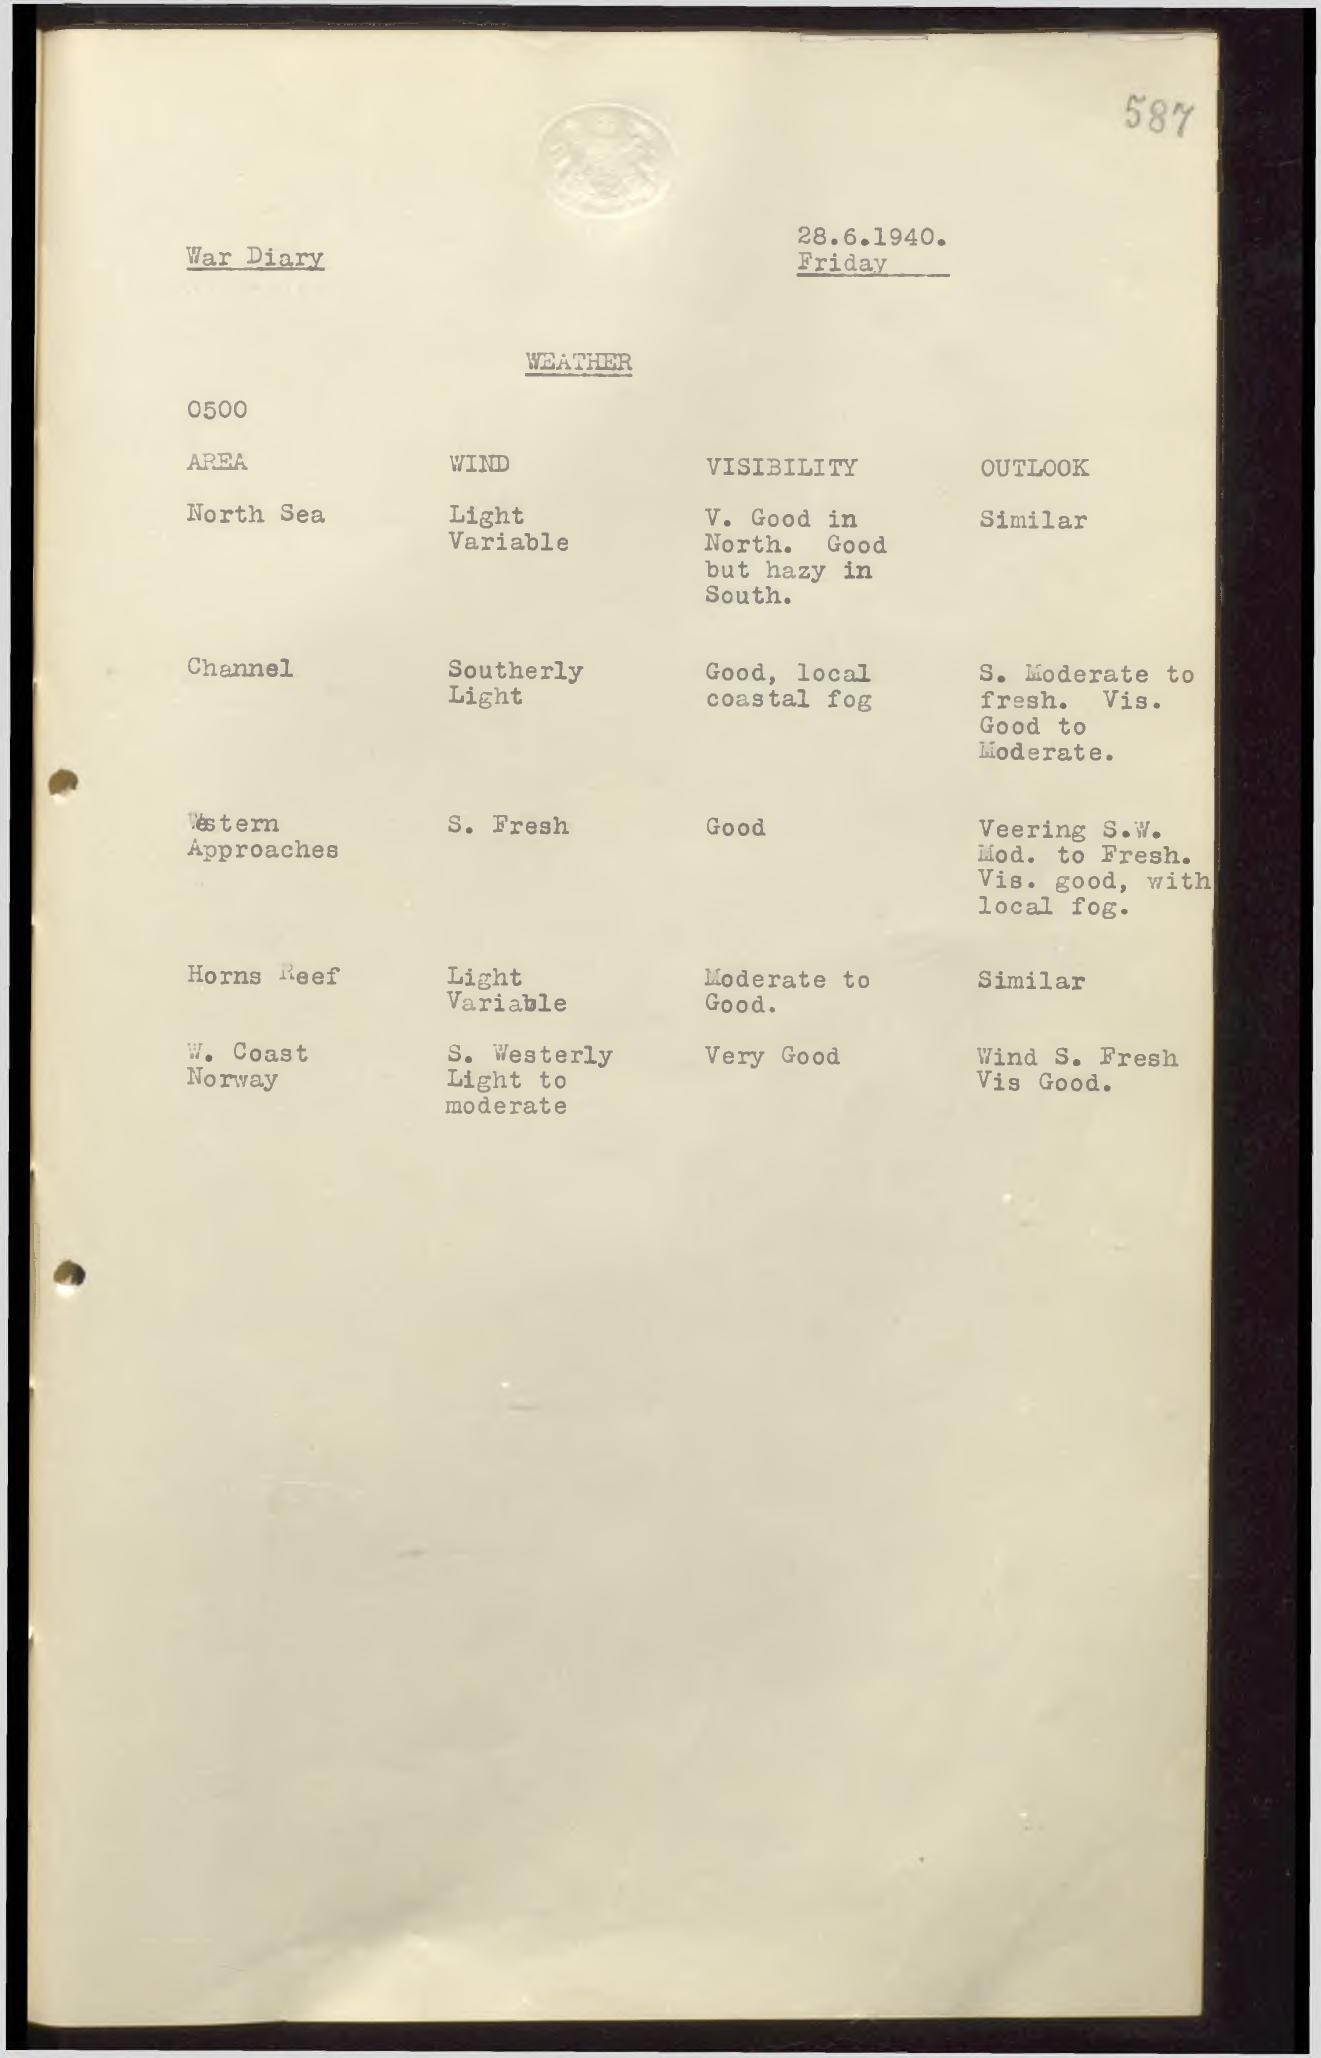 587
War Diary
28.6.1940.
Friday
WEATHER
0500
AREA WIND VISIBILITY OUTLOOK
North Sea Light V. Good in Similar
Variable North. Good
but hazy in
South.
Channel Southerly Good, local S. Moderate to
Light coastal fog fresh. Vis.
Good to
Moderate.
Western S. Fresh Good Veering S.W.
Approaches Mod. to Fresh.
Vis. good, with
local fog.
Horns Reef Light Moderate to Similar
Variable Good.
W. Coast S. Westerly Very Good Wind S. Fresh
Norway Light to Vis Good.
moderate